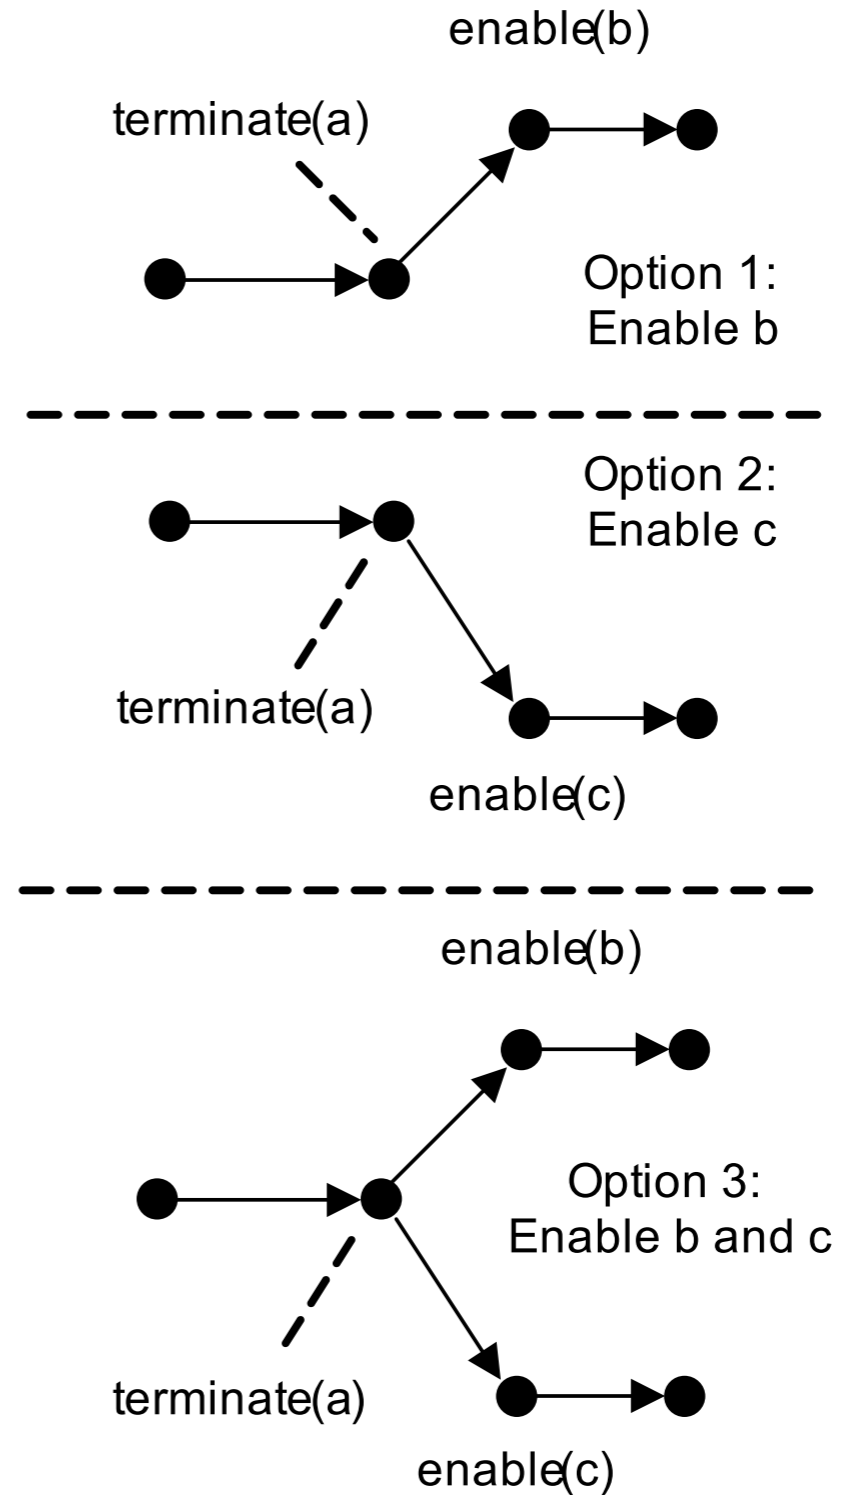 enable(b)
terminate(a)
Option 1:
Enable b
Option 2:
Enable c
terminate(a)
enable(c)
enable(b)
Option 3:
Enable b and c
terminate(a)
enable(c)